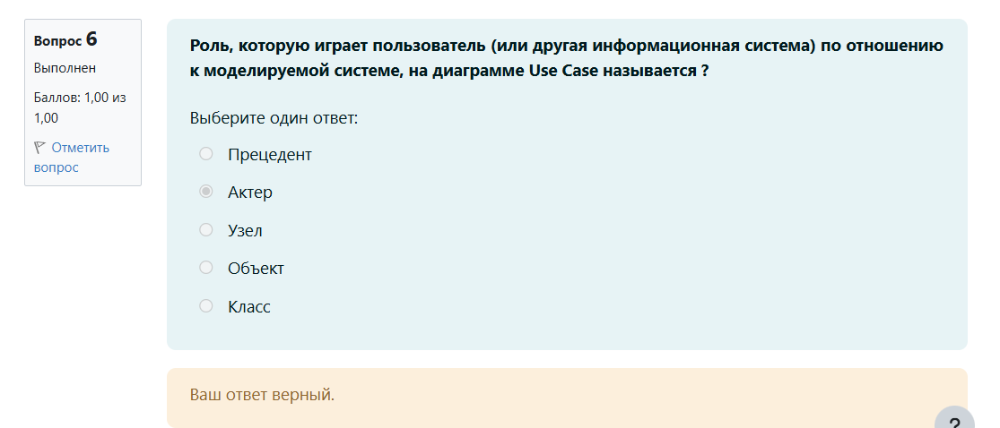 Вопрос 6
Выполнен
Баллов: 1,00 из
1,00
Отметить
вопрос
Роль, которую играет пользователь (или другая информационная система) по отношению
к моделируемой системе, на диаграмме Use Case называется ?
Выберите один ответ:
Прецедент
Актер
Узел
Объект
Класс
Ваш ответ верный.
?